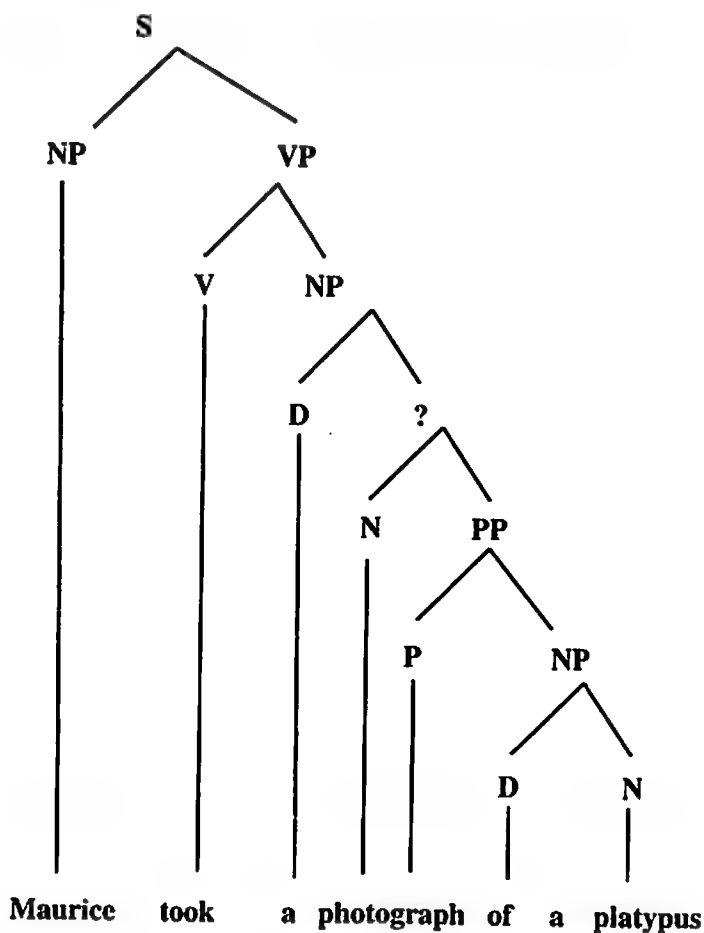 S
NP VP
V NP
D ?
N PP
P NP
D N
Maurice took a photograph of a platypus